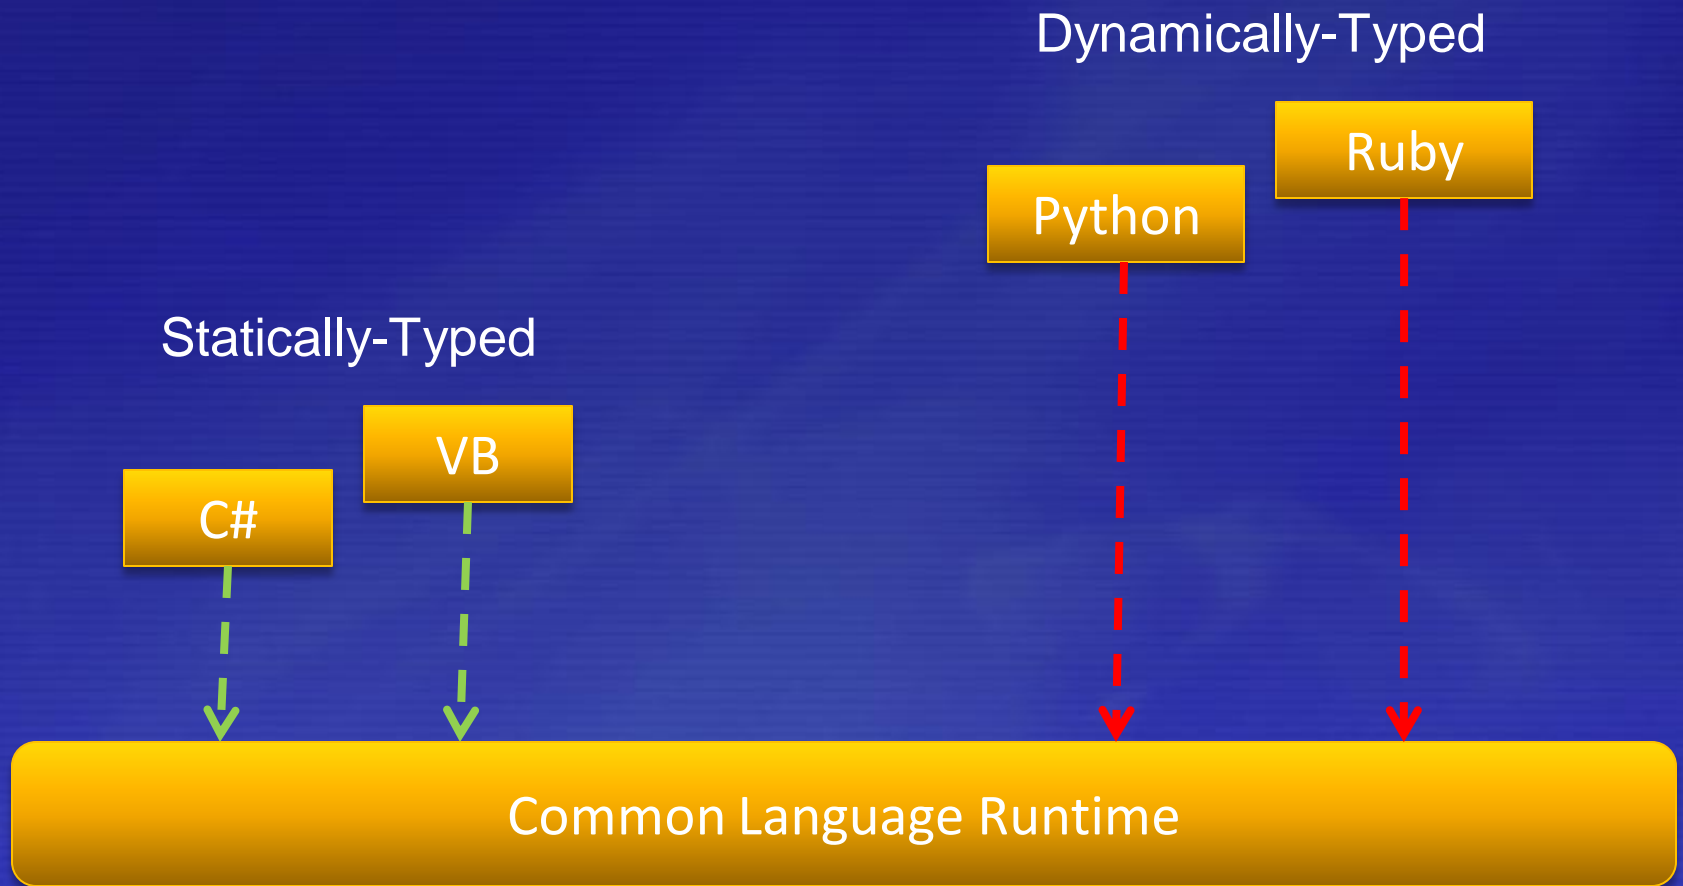 Dynamically-Typed
Ruby
Python
Statically-Typed
VB
C#
Common Language Runtime